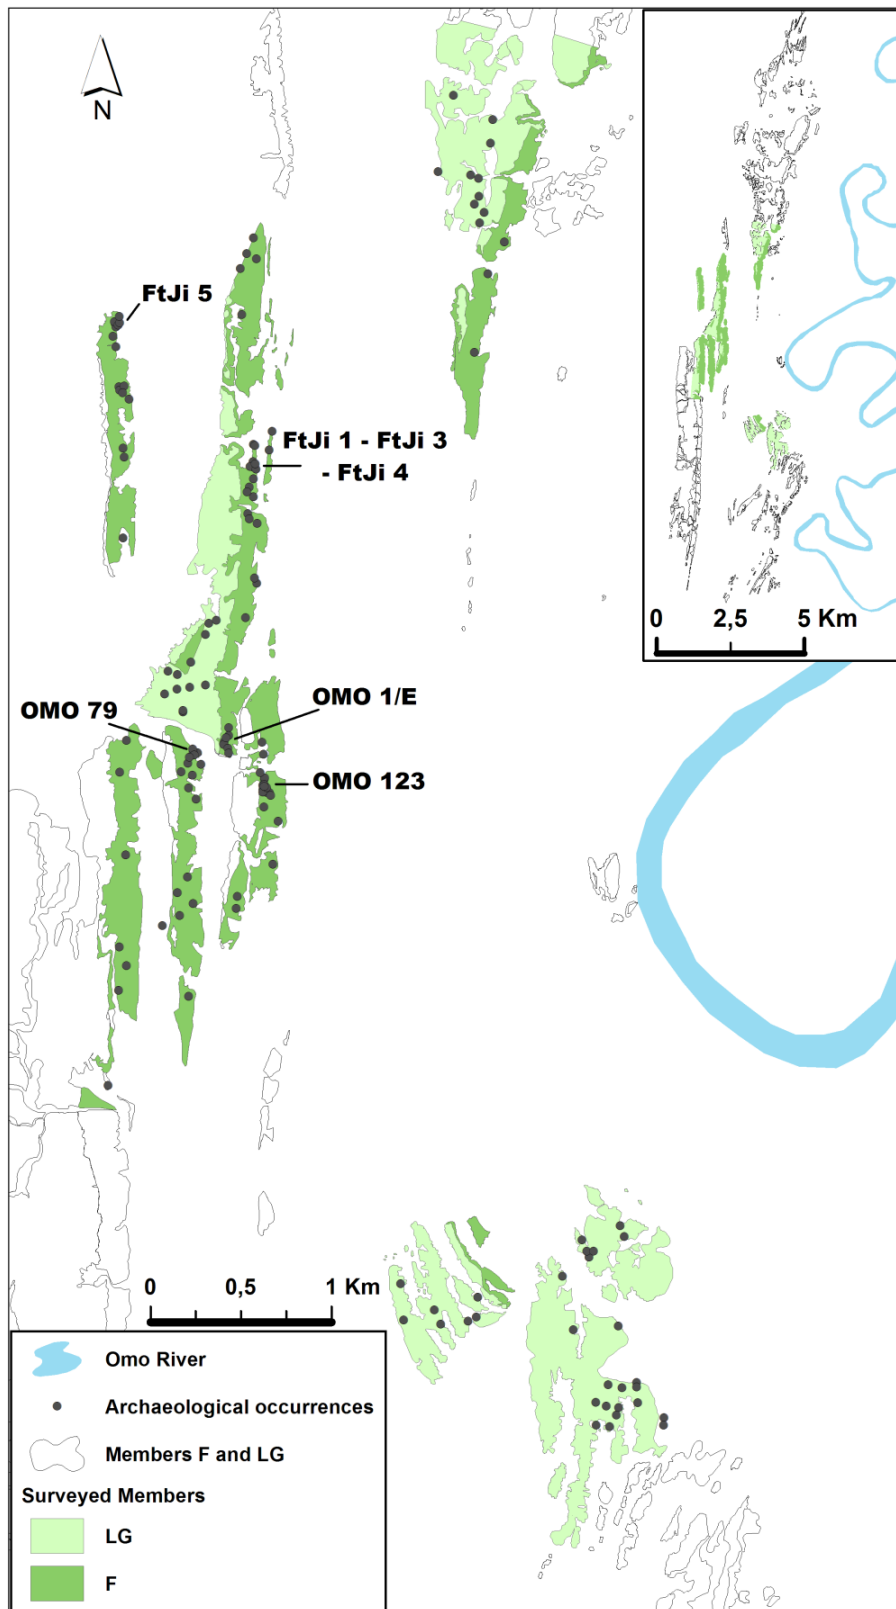 N
FtJi 5
FtJi 1 - FtJi 3
- FtJi 4
OMO 79
OMO 1/E
OMO 123
0 2,5 5 Km
0 0,5 1 Km
Omo River
Archaeological occurrences
Members F and LG
Surveyed Members
LG
F